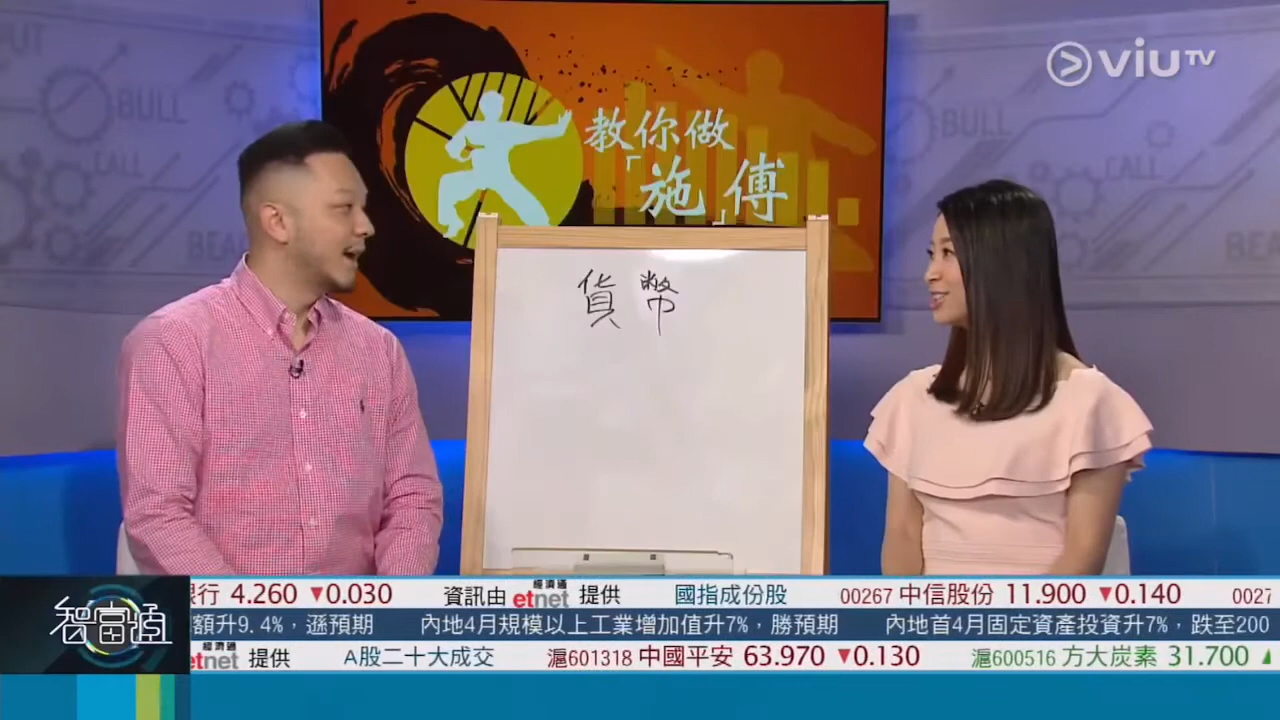 PUT
BULL
CALL
BEA
viuTV
BULL
CALL
BEA
教你做
「施」傅
貨幣
智富通
銀行 4.260 ▼0.030 資訊由 經濟通 etnet 提供 國指成份股 00267 中信股份 11.900 ▼0.140 0027
額升9.4%，遜預期 內地4月規模以上工業增加值升7%，勝預期 內地首4月固定資產投資升7%，跌至200
經濟通 etnet 提供 A股二十大成交 滬601318 中國平安 63.970 ▼0.130 滬600516 方大炭素 31.700 ▲